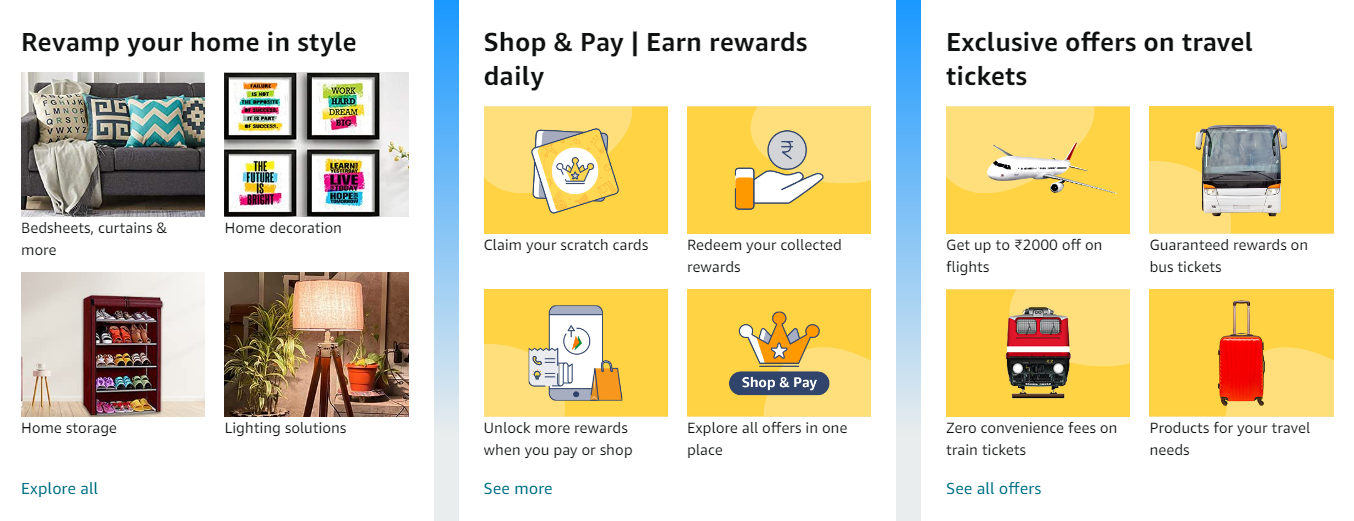 Revamp your home in style
A B C D E
F G H I J K
L M N O P
Q R S T U
V W X Y Z
FAILURE
IS NOT
THE OPPOSITE
OF SUCCESS.
IT IS PART
OF SUCCESS.
WORK
HARD
DREAM
BIG
THE
FUTURE
IS
BRIGHT
LEARN
YESTERDAY
LIVE
TODAY
HOPE
TOMORROW
Bedsheets, curtains &
more
Home decoration
Home storage
Lighting solutions
Explore all
Shop & Pay | Earn rewards
daily
₹
Claim your scratch cards
Redeem your collected
rewards
Shop & Pay
Unlock more rewards
when you pay or shop
Explore all offers in one
place
See more
Exclusive offers on travel
tickets
Get up to ₹2000 off on
flights
Guaranteed rewards on
bus tickets
Zero convenience fees on
train tickets
Products for your travel
needs
See all offers